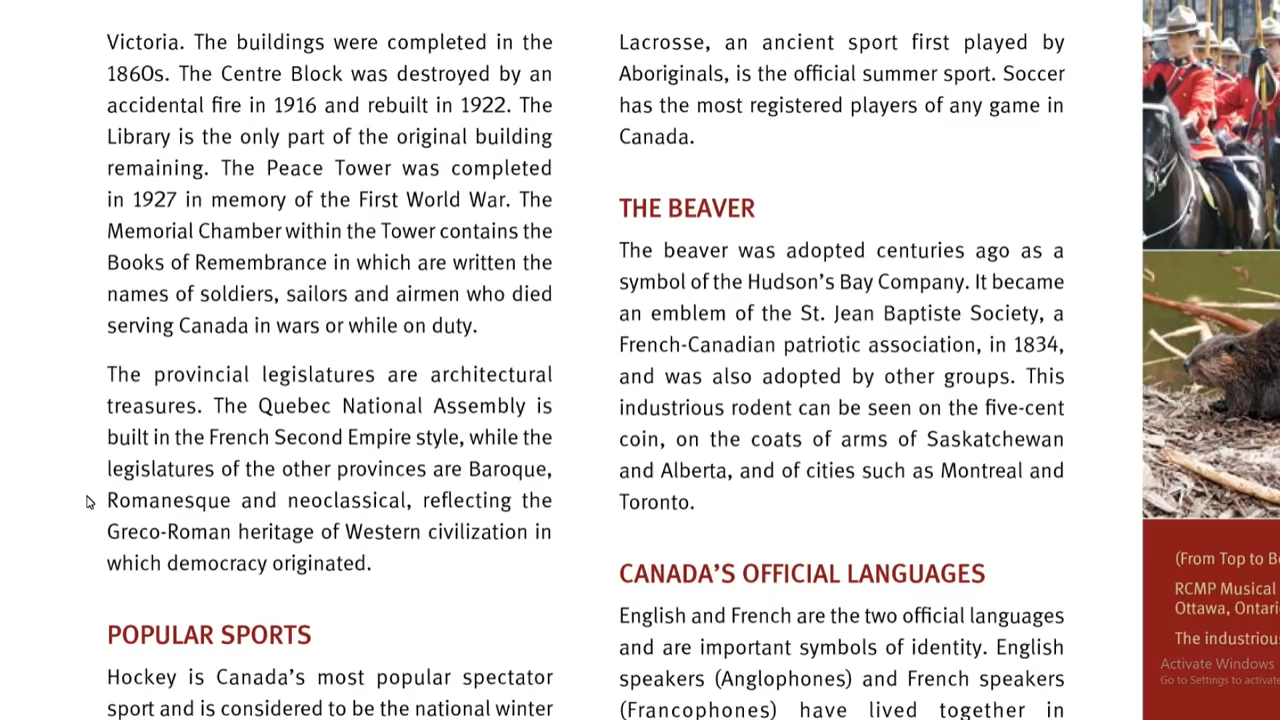 Victoria. The buildings were completed in the
1860s. The Centre Block was destroyed by an
accidental fire in 1916 and rebuilt in 1922. The
Library is the only part of the original building
remaining. The Peace Tower was completed
in 1927 in memory of the First World War. The
Memorial Chamber within the Tower contains the
Books of Remembrance in which are written the
names of soldiers, sailors and airmen who died
serving Canada in wars or while on duty.
The provincial legislatures are architectural
treasures. The Quebec National Assembly is
built in the French Second Empire style, while the
legislatures of the other provinces are Baroque,
Romanesque and neoclassical, reflecting the
Greco-Roman heritage of Western civilization in
which democracy originated.
POPULAR SPORTS
Hockey is Canada's most popular spectator
sport and is considered to be the national winter
Lacrosse, an ancient sport first played by
Aboriginals, is the official summer sport. Soccer
has the most registered players of any game in
Canada.
THE BEAVER
The beaver was adopted centuries ago as a
symbol of the Hudson's Bay Company. It became
an emblem of the St. Jean Baptiste Society, a
French-Canadian patriotic association, in 1834,
and was also adopted by other groups. This
industrious rodent can be seen on the five-cent
coin, on the coats of arms of Saskatchewan
and Alberta, and of cities such as Montreal and
Toronto.
CANADA'S OFFICIAL LANGUAGES
English and French are the two official languages
and are important symbols of identity. English
speakers (Anglophones) and French speakers
(Francophones) have lived together in
(From Top to
RCMP Musical
Ottawa,
The
Activate Windows
Go to Settings to